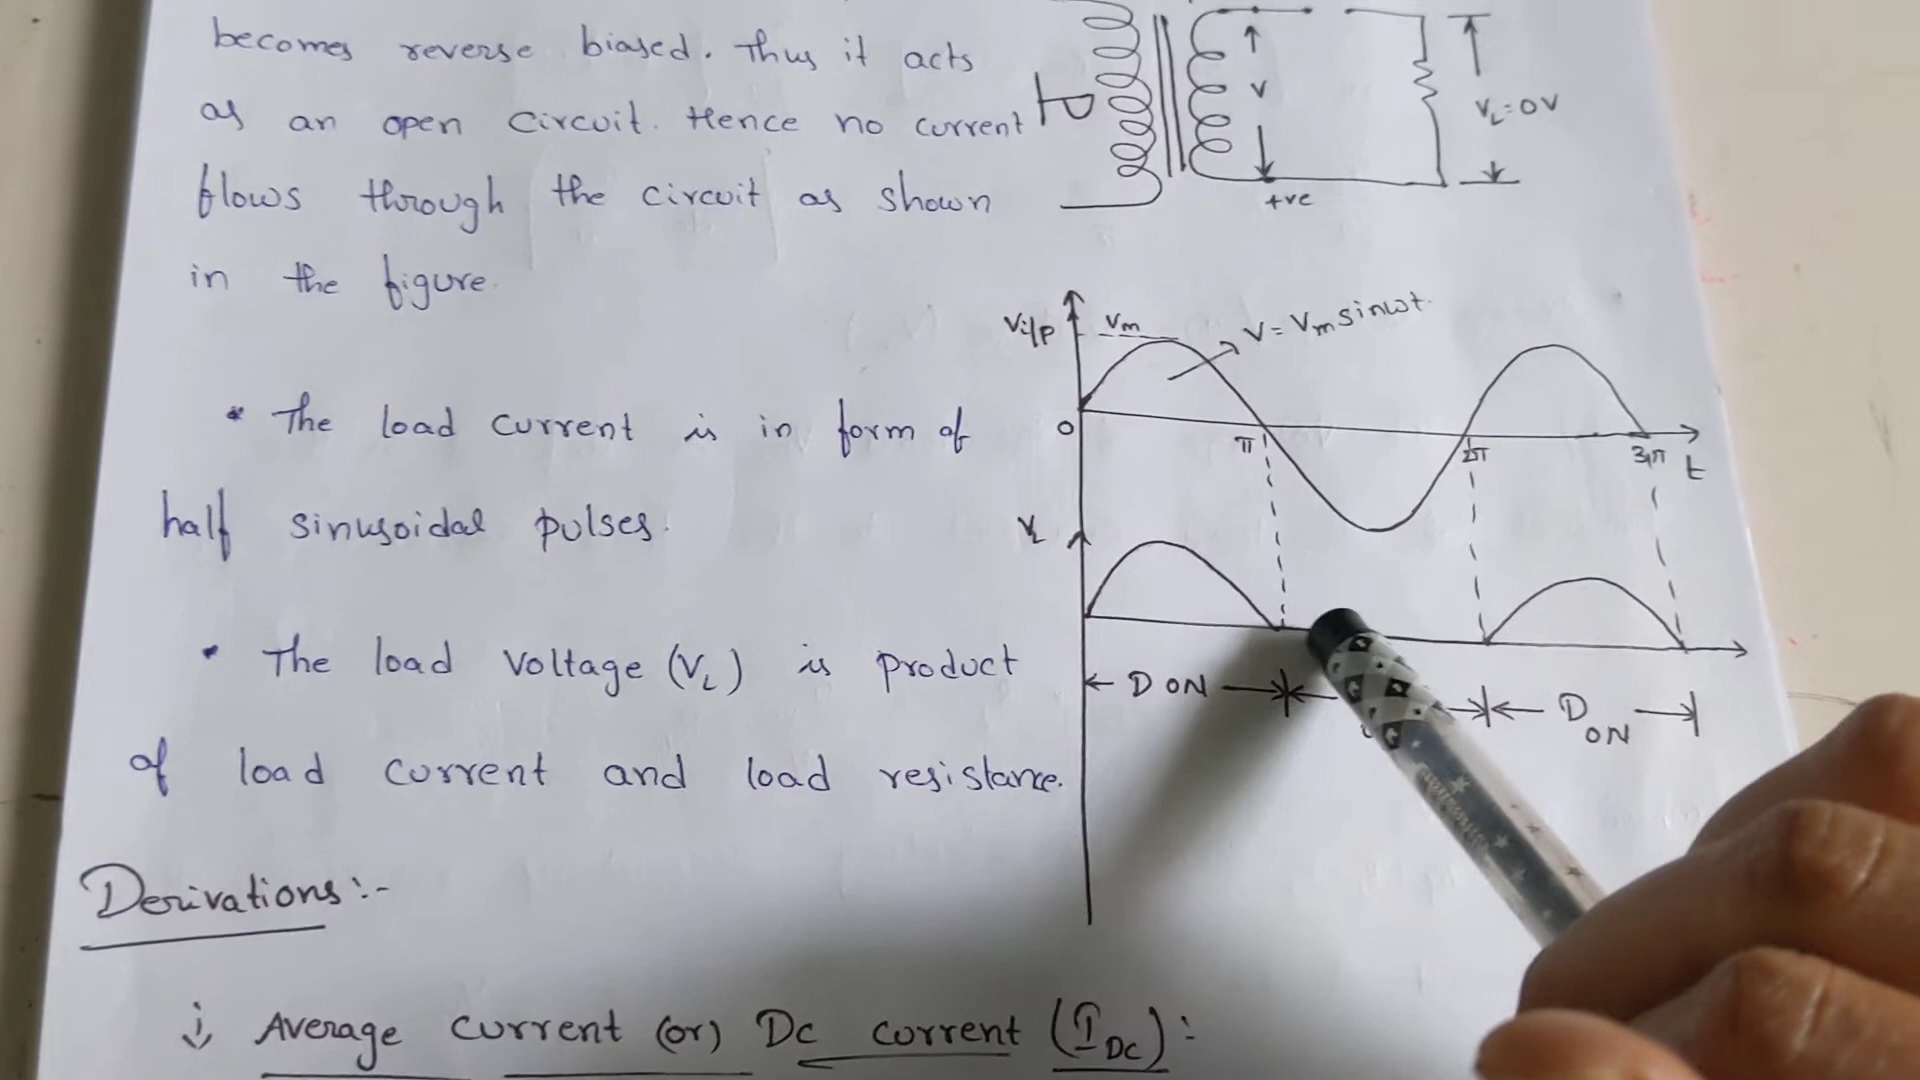 becomes reverse biased. Thus it acts
as an open circuit. Hence no current
flows through the circuit as shown
in the figure.
* The load current is in form of
half sinusoidal pulses.
• The load voltage (VL) is product
of load current and load resistance.
Derivations:-
i, Average current (or) Dc current (IDC):
V
VL=0V
+ve
Vi/p
Vm
V=Vmsinωt.
0
π
2π
3π
t
VL
D ON
D
ON